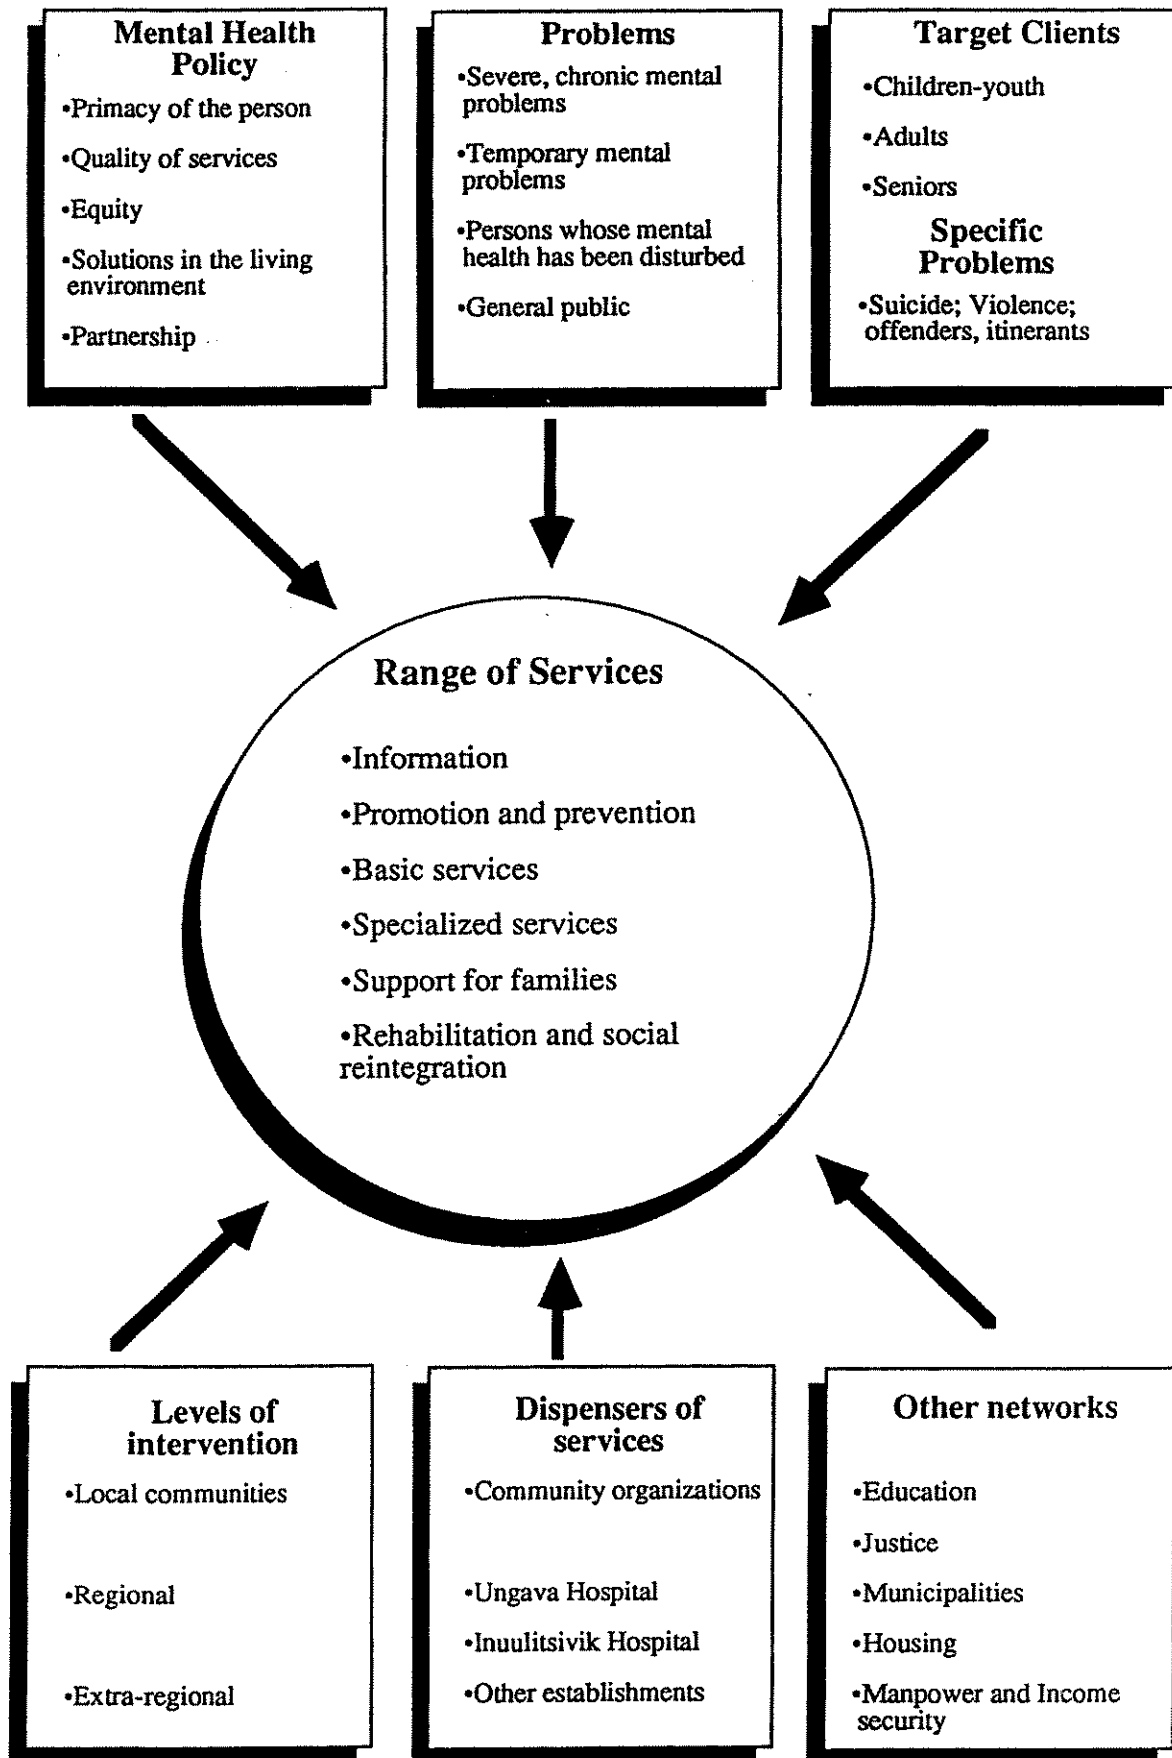 Mental Health
Policy
•Primacy of the person
•Quality of services
•Equity
•Solutions in the living
environment
•Partnership
Problems
•Severe, chronic mental
problems
•Temporary mental
problems
•Persons whose mental
health has been disturbed
•General public
Target Clients
•Children-youth
•Adults
•Seniors
Specific
Problems
•Suicide; Violence;
offenders, itinerants
Range of Services
•Information
•Promotion and prevention
•Basic services
•Specialized services
•Support for families
•Rehabilitation and social
reintegration
Levels of
intervention
•Local communities
•Regional
•Extra-regional
Dispensers of
services
•Community organizations
•Ungava Hospital
•Inuulitsivik Hospital
•Other establishments
Other networks
•Education
•Justice
•Municipalities
•Housing
•Manpower and Income
security